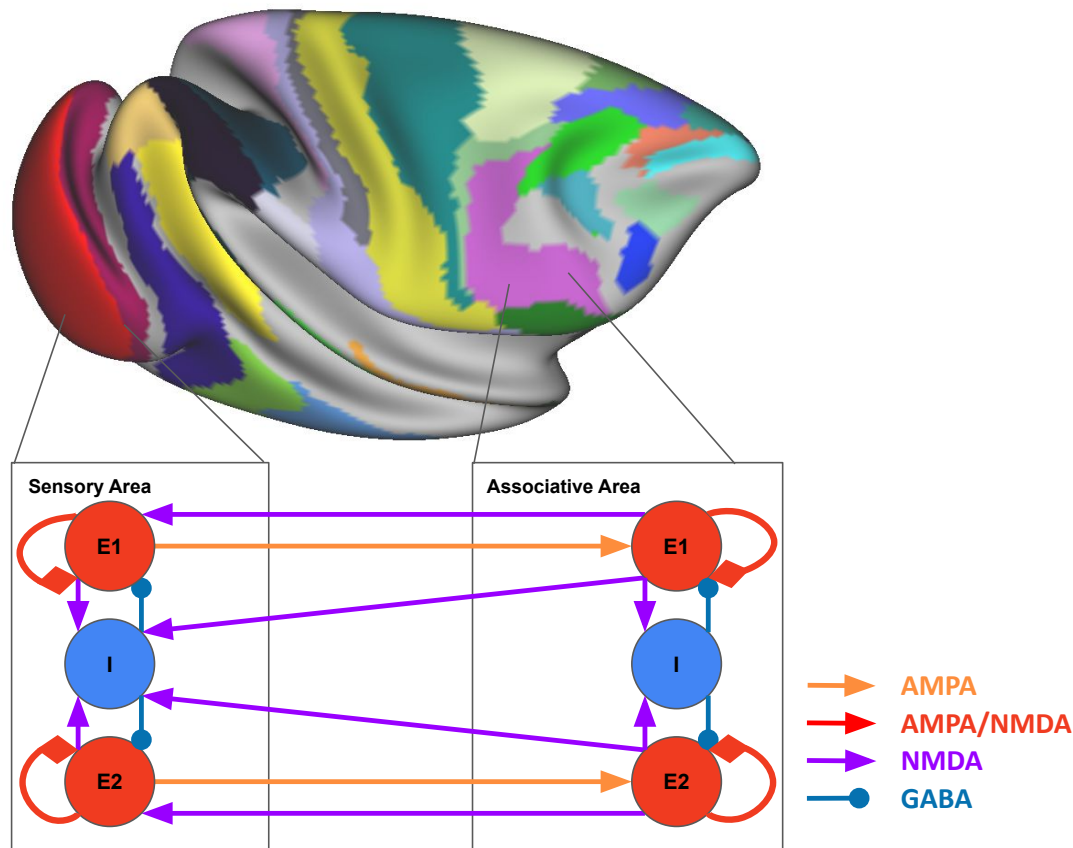 Sensory Area
Associative Area
E1
E1
I
I
E2
E2
AMPA
AMPA/NMDA
NMDA
GABA